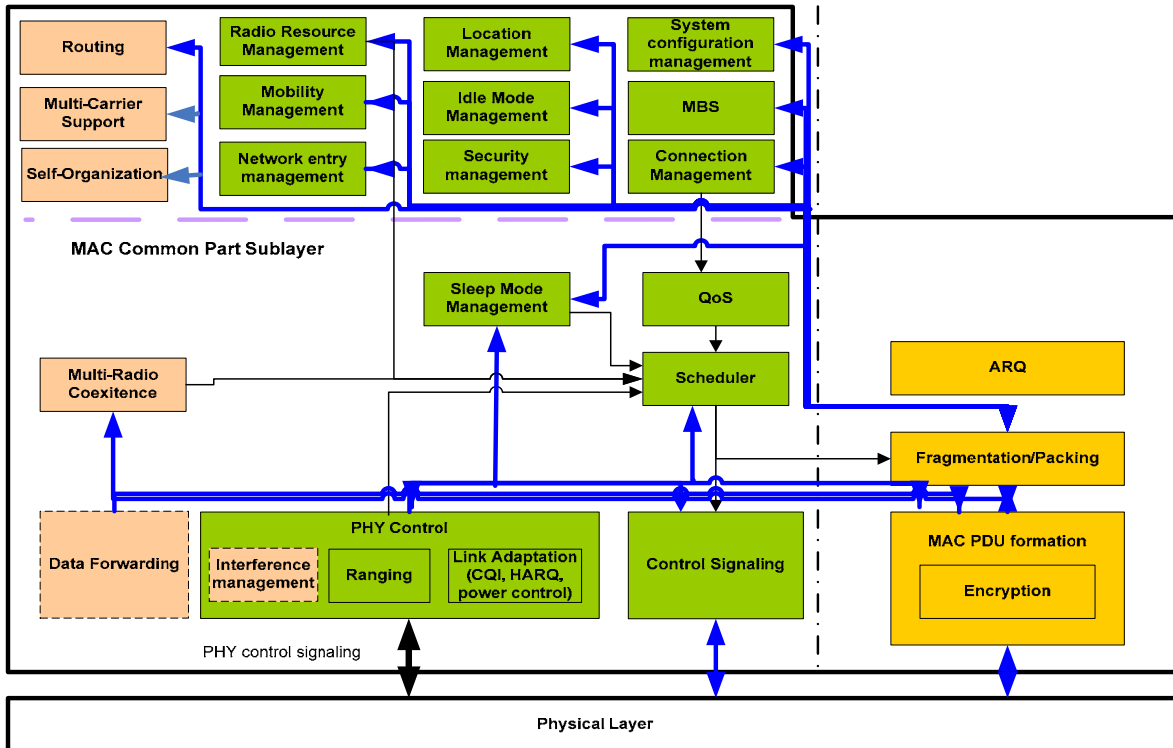 Routing
Radio Resource
Management
Location
Management
System
configuration
management
Multi-Carrier
Support
Mobility
Management
Idle Mode
Management
MBS
Self-Organization
Network entry
management
Security
management
Connection
Management
MAC Common Part Sublayer
Sleep Mode
Management
QoS
Multi-Radio
Coexitence
Scheduler
ARQ
Fragmentation/Packing
Data Forwarding
PHY Control
Interference
management
Ranging
Link Adaptation
(CQI, HARQ,
power control)
Control Signaling
MAC PDU formation
Encryption
PHY control signaling
Physical Layer